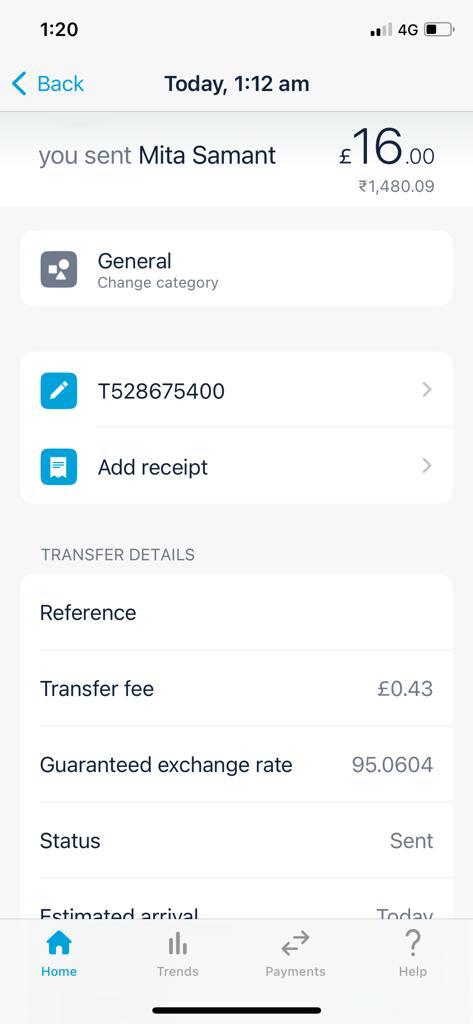 1:20
4G
Back
Today, 1:12 am
you sent Mita Samant
£16.00
₹1,480.09
General
Change category
T528675400
Add receipt
TRANSFER DETAILS
Reference
Transfer fee £0.43
Guaranteed exchange rate 95.0604
Status Sent
Estimated arrival Today
Home Trends Payments Help